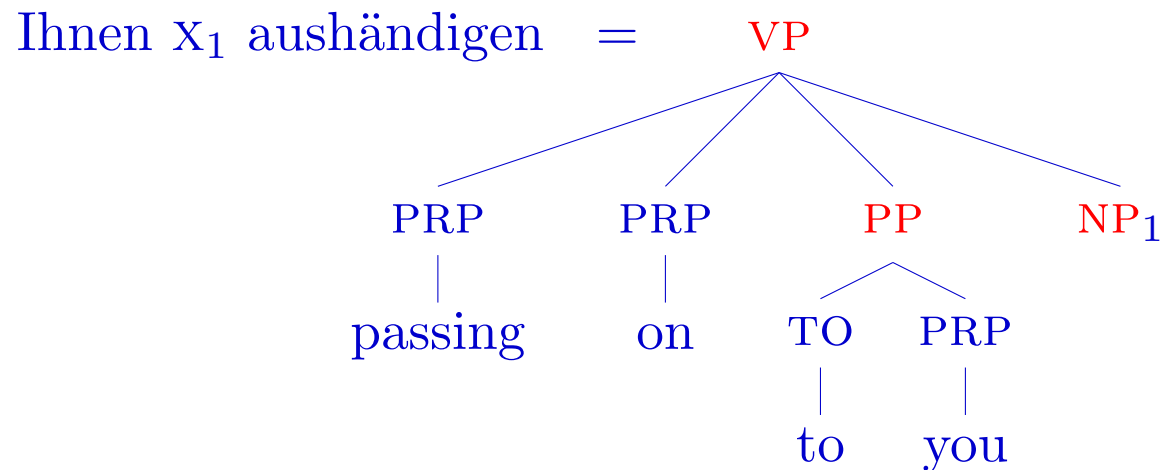 Ihnen x₁ aushändigen = VP
PRP PRP PP NP₁
passing on TO PRP
to you